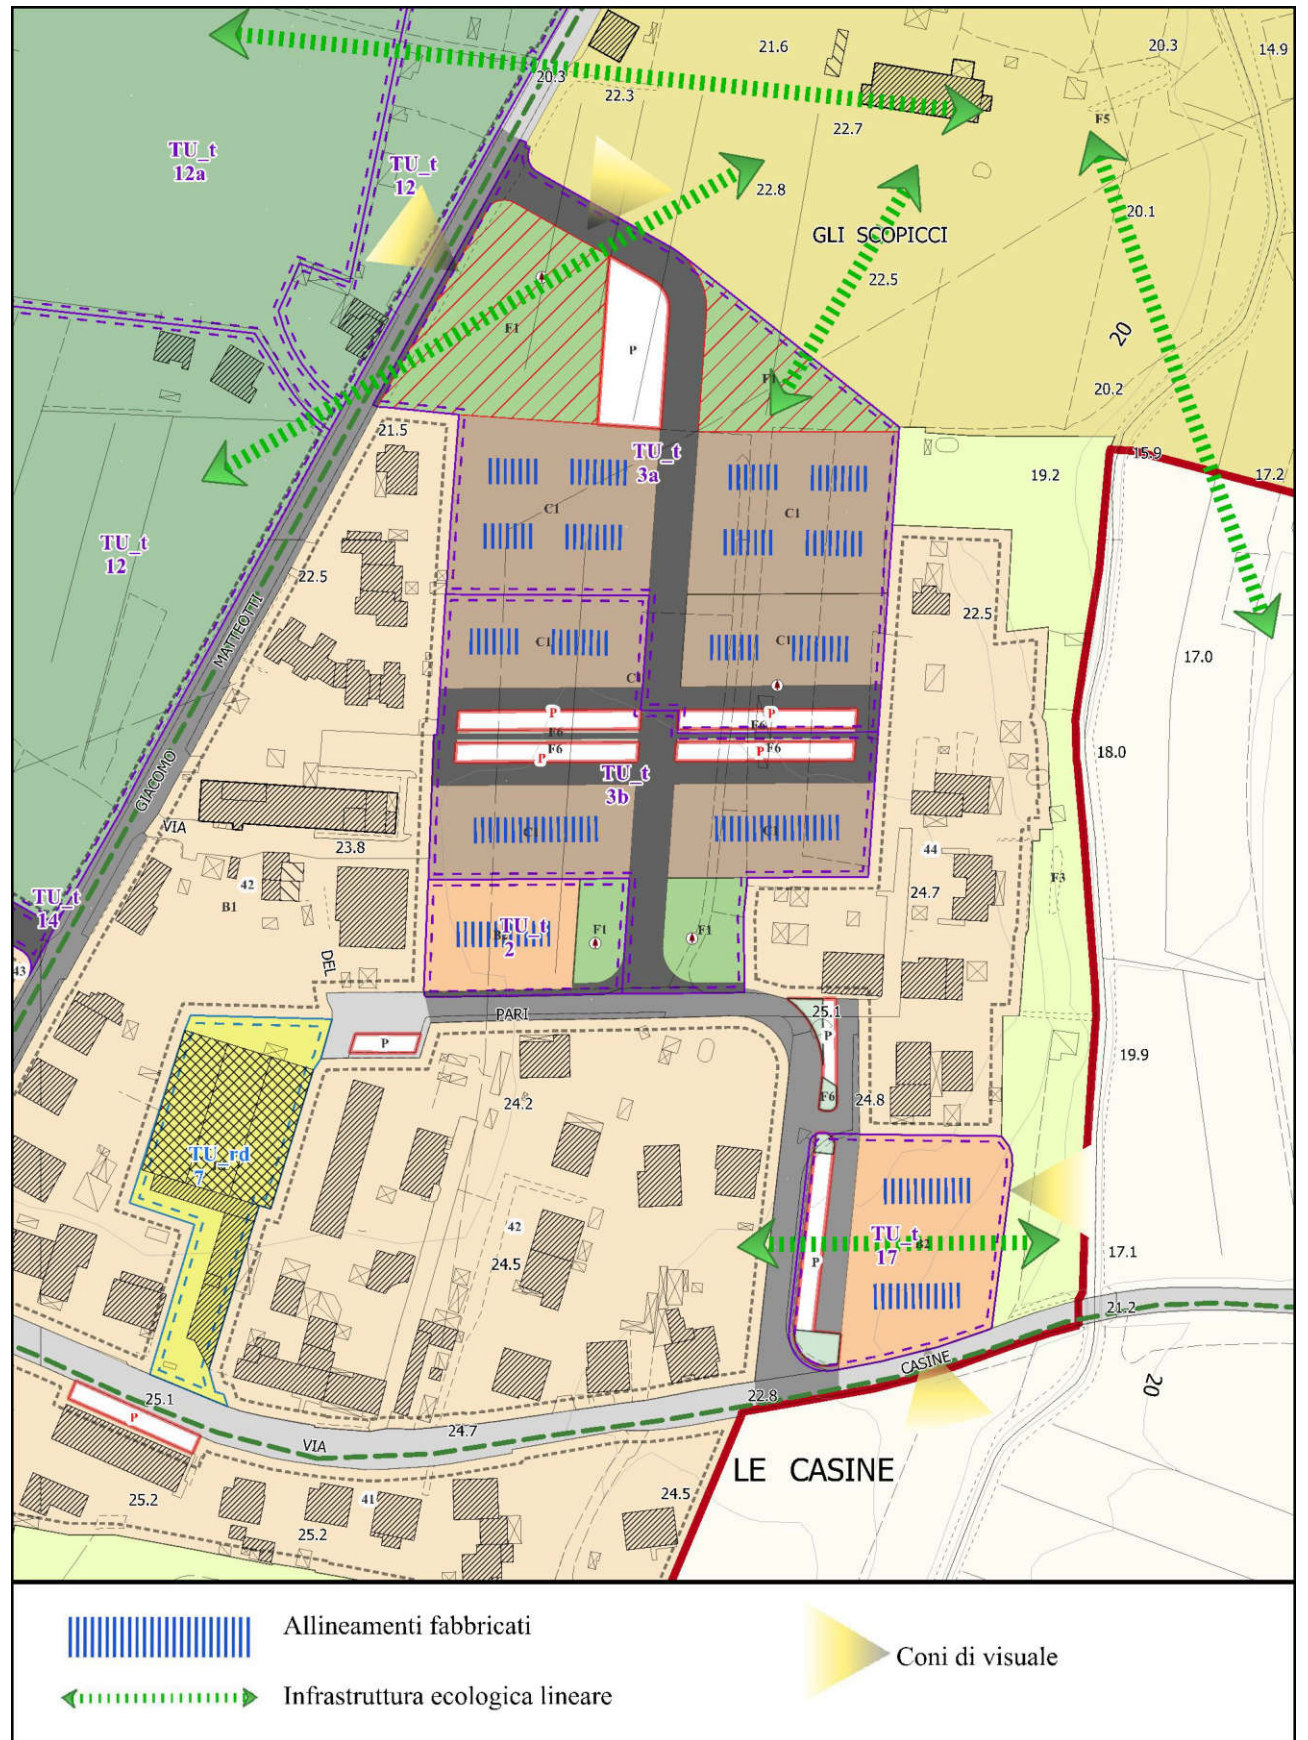 21.6
20.3
14.9
20.3
22.3
22.7
F5
TU_t
12a
TU_t
12
22.8
20.1
GLI SCOPICCI
22.5
20
F1
P
F1
20.2
21.5
TU_t
3a
15.9
17.2
19.2
C1
C1
TU_t
12
22.5
22.5
MATTEOTTI
C1
C1
17.0
P
P
F6
F6
F6
F6
P
P
18.0
TU_t
3b
GIACOMO
VIA
23.8
C1
C1
44
42
B1
24.7
F3
TU_t
14
TU_t
2
F1
F1
43
DEL
PARI
25.1
P
P
19.9
24.2
F6
24.8
TU_rd
7
42
24.5
TU_t
17
B2
P
17.1
21.2
CASINE
25.1
P
22.8
20
24.7
VIA
LE CASINE
25.2
41
24.5
25.2
Allineamenti fabbricati
Coni di visuale
Infrastruttura ecologica lineare